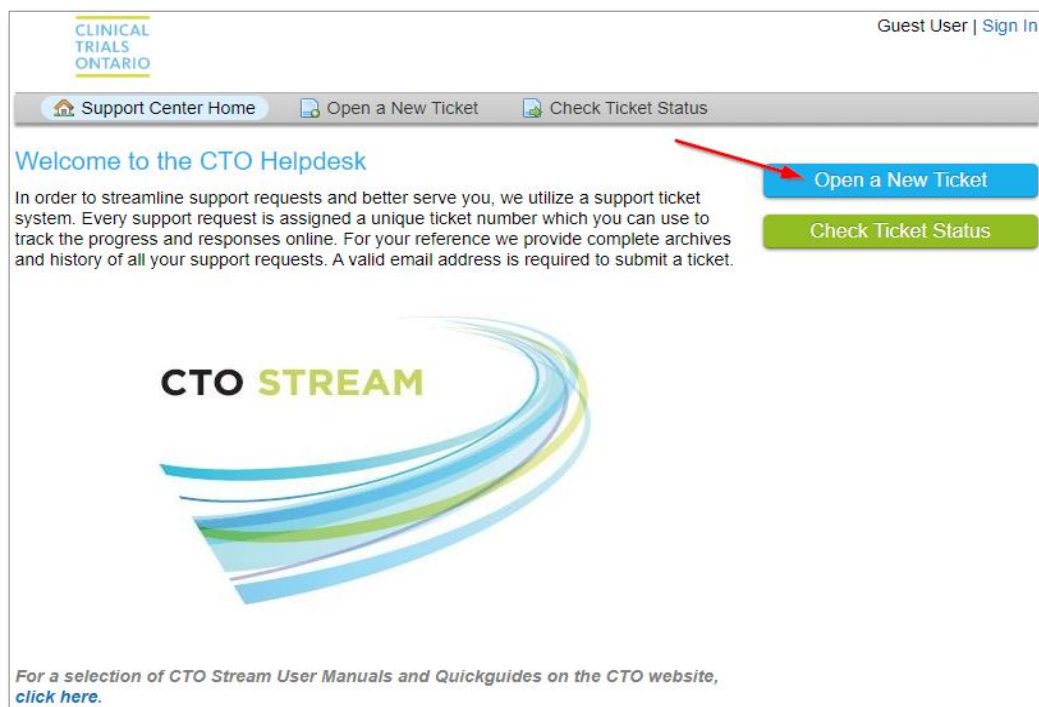 CLINICAL
TRIALS
ONTARIO
Guest User | Sign In
Support Center Home
Open a New Ticket
Check Ticket Status
Welcome to the CTO Helpdesk
In order to streamline support requests and better serve you, we utilize a support ticket
system. Every support request is assigned a unique ticket number which you can use to
track the progress and responses online. For your reference we provide complete archives
and history of all your support requests. A valid email address is required to submit a ticket.
Open a New Ticket
Check Ticket Status
CTO STREAM
For a selection of CTO Stream User Manuals and Quickguides on the CTO website,
click here.